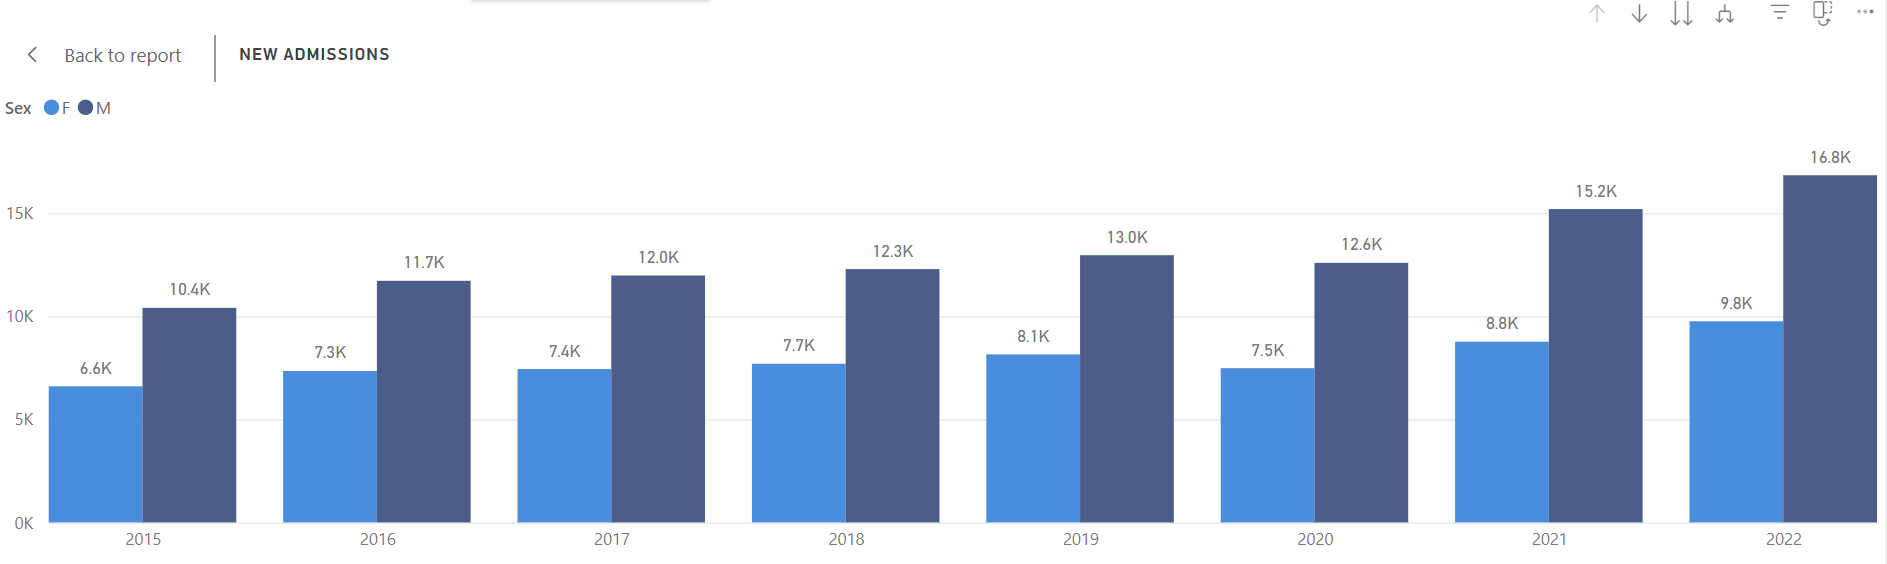 Back to report
NEW ADMISSIONS
Sex F M
16.8K
15.2K
15K
13.0K
12.6K
12.3K
12.0K
11.7K
10.4K
9.8K
10K
8.8K
8.1K
7.7K
7.5K
7.4K
7.3K
6.6K
5K
0K
2015 2016 2017 2018 2019 2020 2021 2022